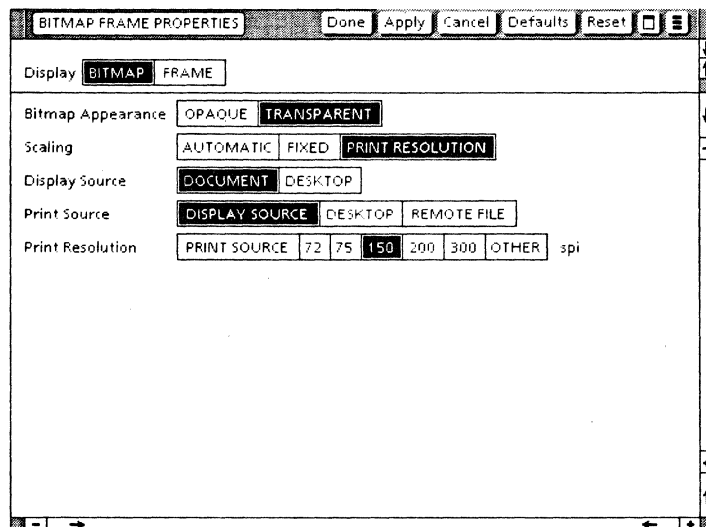 BITMAP FRAME PROPERTIES Done Apply Cancel Defaults Reset
Display BITMAP FRAME
Bitmap Appearance OPAQUE TRANSPARENT
Scaling AUTOMATIC FIXED PRINT RESOLUTION
Display Source DOCUMENT DESKTOP
Print Source DISPLAY SOURCE DESKTOP REMOTE FILE
Print Resolution PRINT SOURCE 72 75 150 200 300 OTHER spi